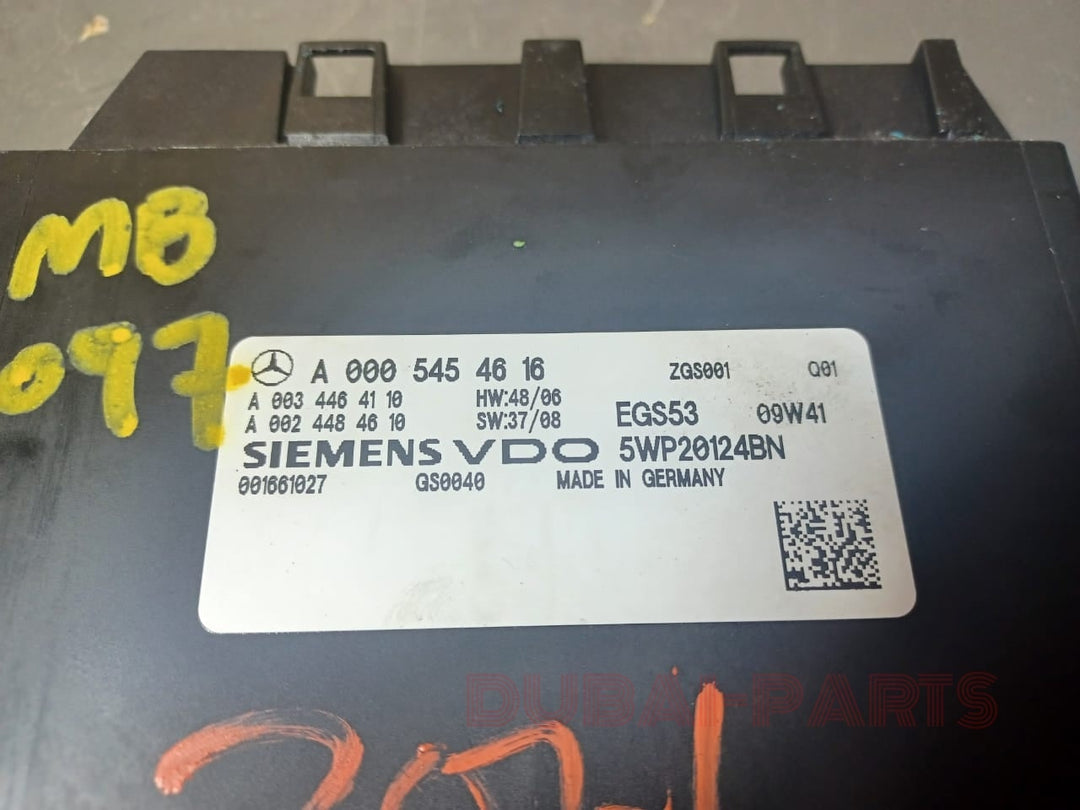 MB
097
A 000 545 46 16 ZGS001 Q01
A 003 446 41 10 HW:48/06
A 002 448 46 10 SW:37/08 EGS53 09W41
SIEMENS VDO 5WP20124BN
001661027 GS0040 MADE IN GERMANY
DUBAI-PARTS
204